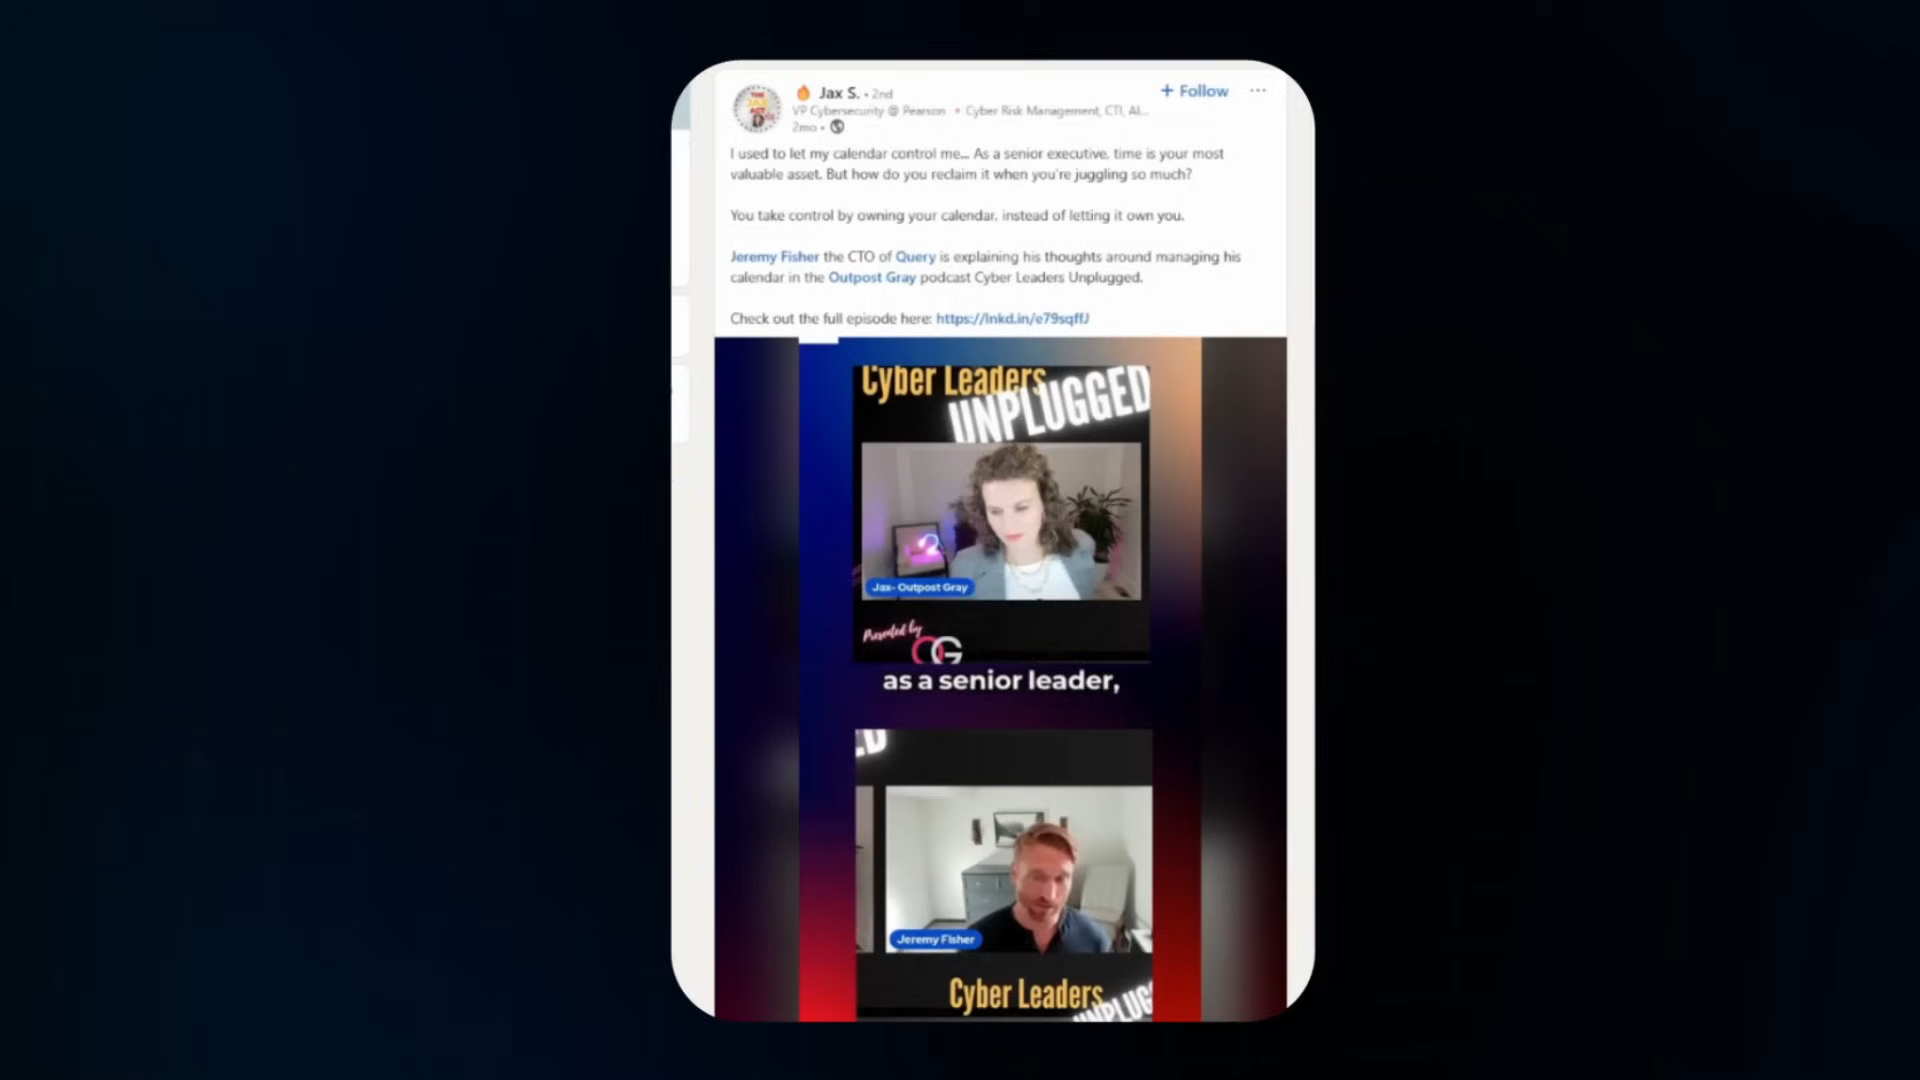 Jax S. • 2nd
+ Follow
VP Cybersecurity @ Pearson • Cyber Risk Management, CTI, AI...
2mo •
I used to let my calendar control me... As a senior executive, time is your most
valuable asset. But how do you reclaim it when you're juggling so much?
You take control by owning your calendar, instead of letting it own you.
Jeremy Fisher the CTO of Query is explaining his thoughts around managing his
calendar in the Outpost Gray podcast Cyber Leaders Unplugged.
Check out the full episode here: https://lnkd.in/e79sqffJ
Cyber Leaders
UNPLUGGED
Jax- Outpost Gray
Presented by
OG
as a senior leader,
ED
Jeremy Fisher
Cyber Leaders
UNPLUG